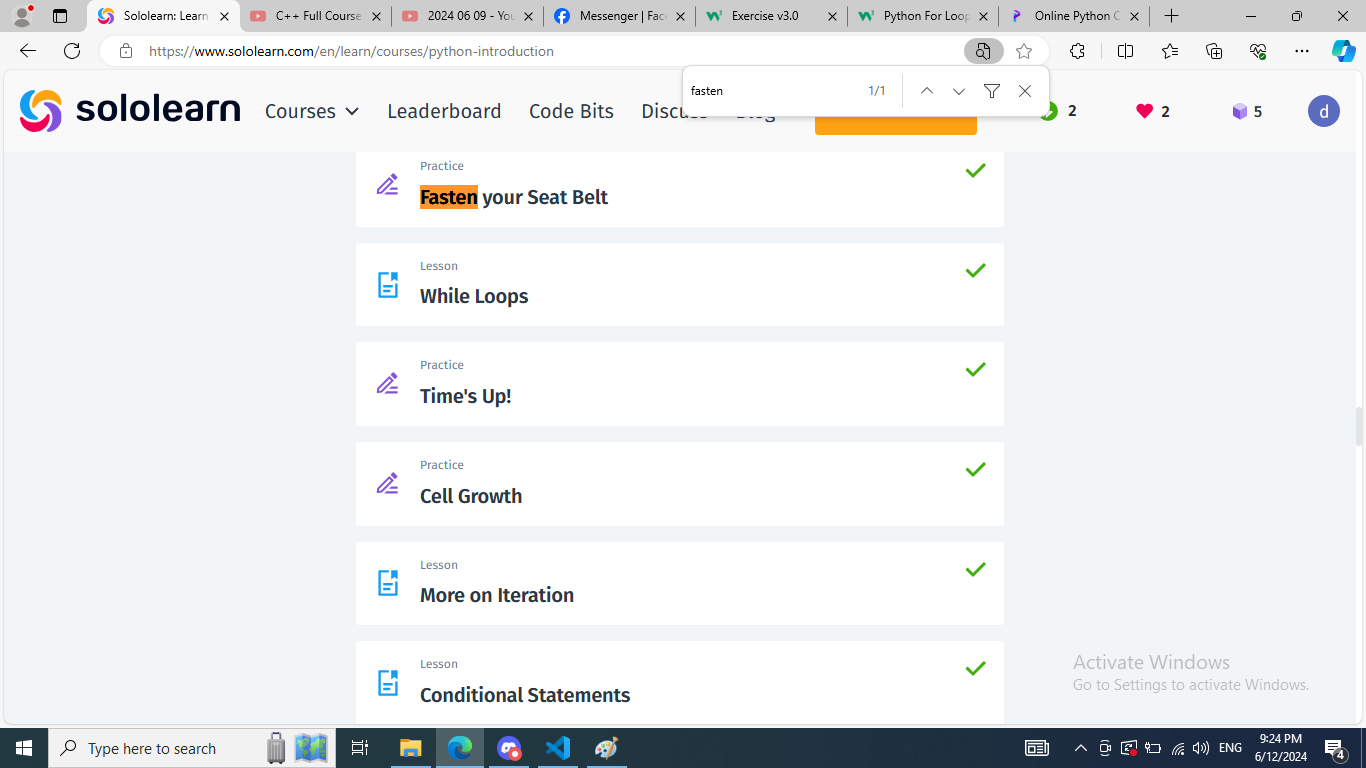 Sololearn: Learn
C++ Full Course
2024 06 09 - You
Messenger | Fac
Exercise v3.0
Python For Loop
Online Python C
https://www.sololearn.com/en/learn/courses/python-introduction
fasten
1/1
sololearn
Courses
Leaderboard
Code Bits
Discuss
Blog
2
2
5
d
Practice
Fasten your Seat Belt
Lesson
While Loops
Practice
Time's Up!
Practice
Cell Growth
Lesson
More on Iteration
Lesson
Conditional Statements
Activate Windows
Go to Settings to activate Windows.
Type here to search
ENG
9:24 PM
6/12/2024
4